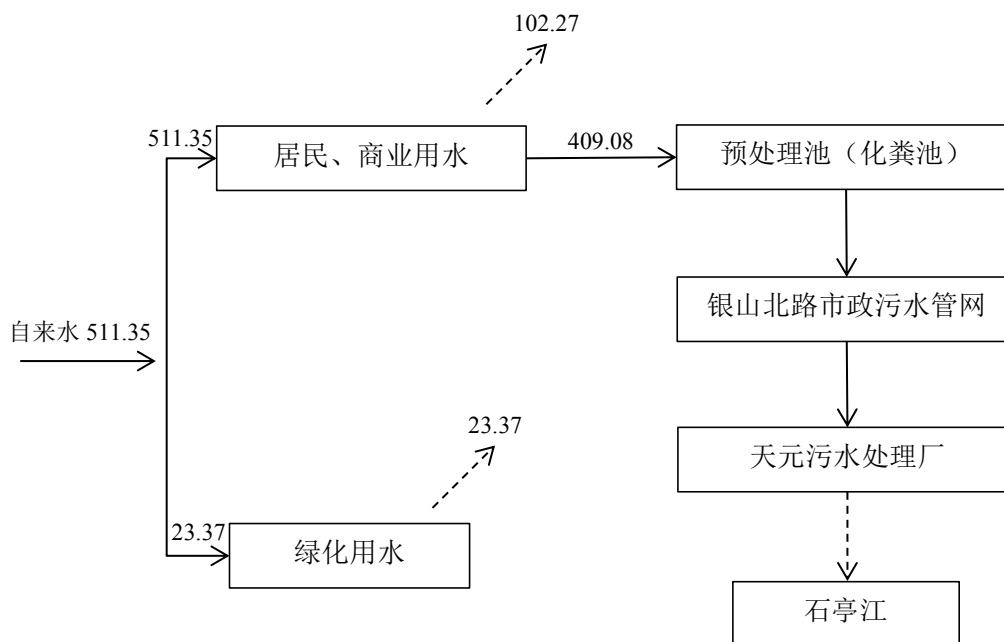 102.27
511.35
居民、商业用水
409.08
预处理池（化粪池）
银山北路市政污水管网
自来水 511.35
23.37
天元污水处理厂
23.37
绿化用水
石亭江